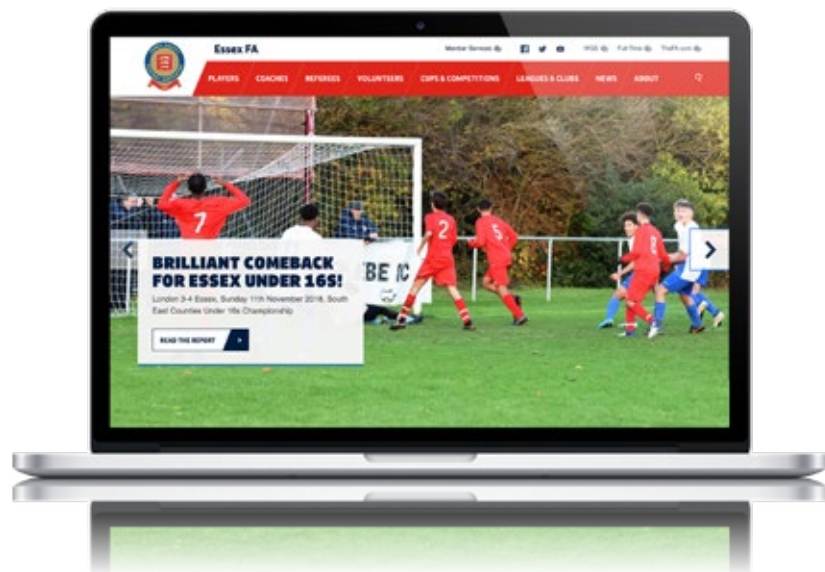 Essex FA
Member Services
WGS Full-Time TheFA.com
PLAYERS COACHES REFEREES VOLUNTEERS CUPS & COMPETITIONS LEAGUES & CLUBS NEWS ABOUT
7
2
5
8
EBE
BRILLIANT COMEBACK
FOR ESSEX UNDER 16S!
London 3-4 Essex, Sunday 11th November 2018, South
East Counties Under 16s Championship
READ THE REPORT